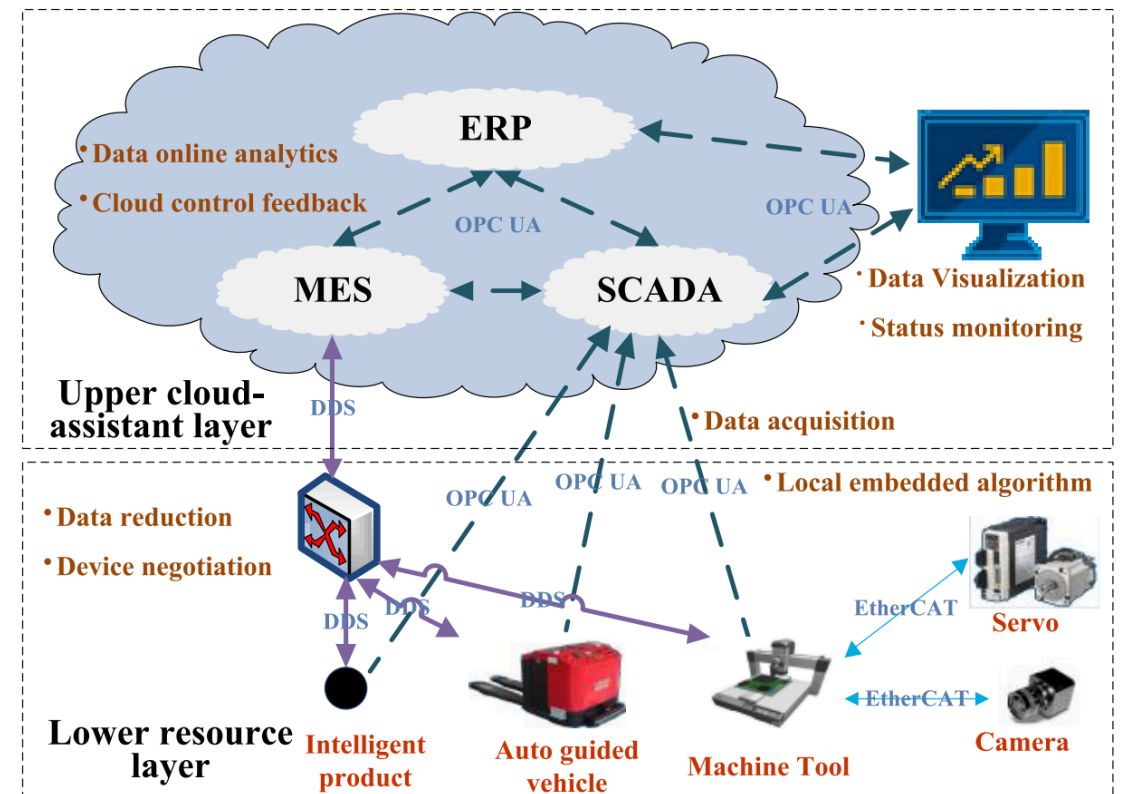 ERP
• Data online analytics
• Cloud control feedback
OPC UA
OPC UA
MES
SCADA
• Data Visualization
• Status monitoring
Upper cloud-
assistant layer
DDS
• Data acquisition
OPC UA
OPC UA
OPC UA
• Local embedded algorithm
• Data reduction
• Device negotiation
DDS
DDS
DDS
EtherCAT
Servo
EtherCAT
Lower resource
layer
Intelligent
product
Auto guided
vehicle
Machine Tool
Camera